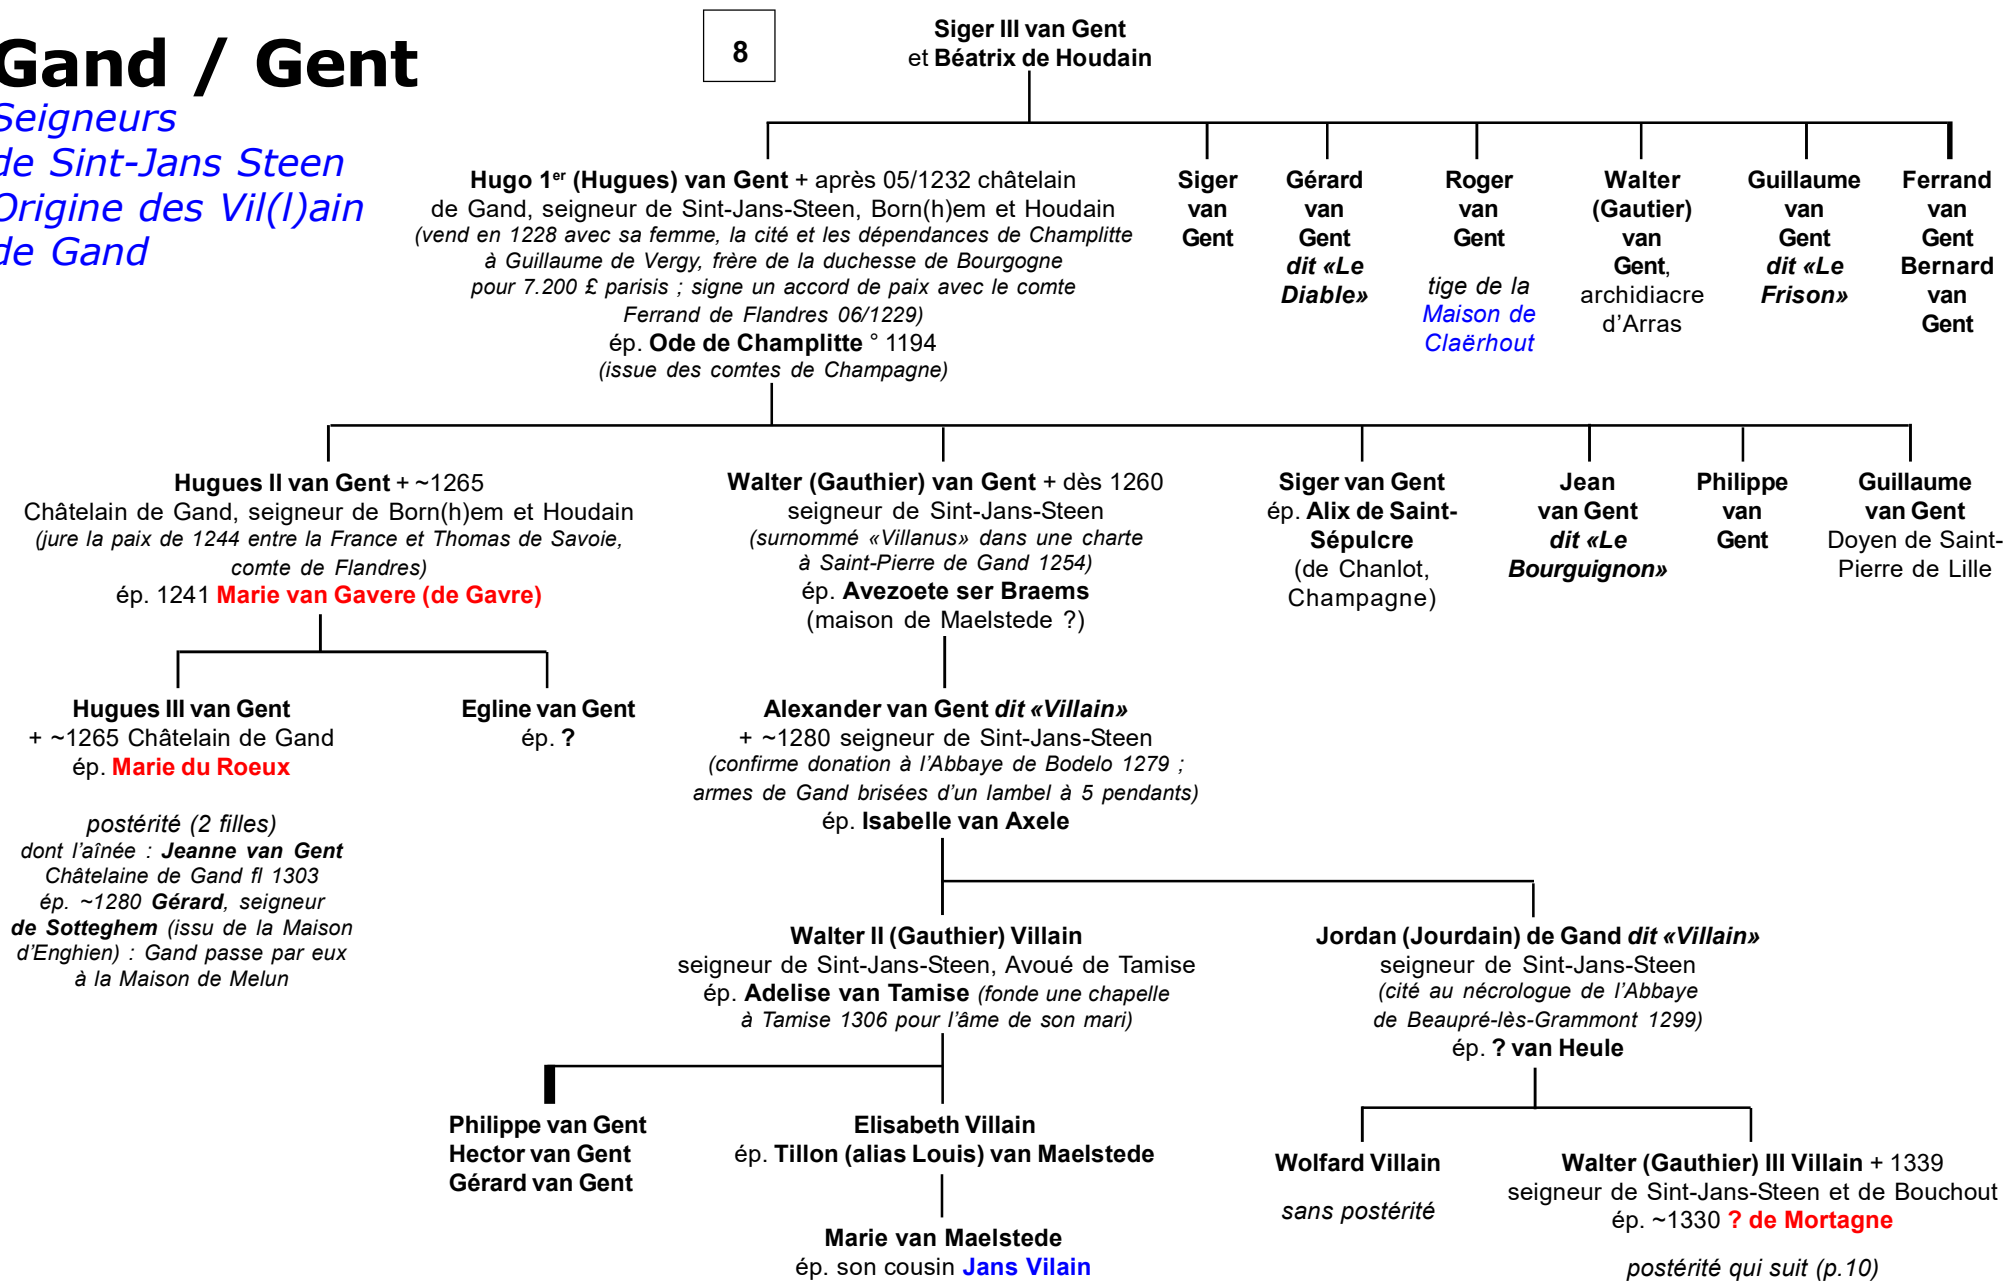 Gand / Gent
Seigneurs
de Sint-Jans Steen
Origine des Vil(l)ain
de Gand
8
Siger III van Gent
et Béatrix de Houdain
Hugo 1er (Hugues) van Gent + après 05/1232 châtelain
de Gand, seigneur de Sint-Jans-Steen, Born(h)em et Houdain
(vend en 1228 avec sa femme, la cité et les dépendances de Champlitte
à Guillaume de Vergy, frère de la duchesse de Bourgogne
pour 7.200 £ parisis ; signe un accord de paix avec le comte
Ferrand de Flandres 06/1229)
ép. Ode de Champlitte ° 1194
(issue des comtes de Champagne)
Siger
van
Gent
Gérard
van
Gent
dit «Le
Diable»
Roger
van
Gent
tige de la
Maison de
Claërhout
Walter
(Gautier)
van
Gent,
archidiacre
d'Arras
Guillaume
van
Gent
dit «Le
Frison»
Ferrand
van
Gent
Bernard
van
Gent
Hugues II van Gent + ~1265
Châtelain de Gand, seigneur de Born(h)em et Houdain
(jure la paix de 1244 entre la France et Thomas de Savoie,
comte de Flandres)
ép. 1241 Marie van Gavere (de Gavre)
Walter (Gauthier) van Gent + dès 1260
seigneur de Sint-Jans-Steen
(surnommé «Villanus» dans une charte
à Saint-Pierre de Gand 1254)
ép. Avezoete ser Braems
(maison de Maelstede ?)
Siger van Gent
ép. Alix de Saint-
Sépulcre
(de Chanlot,
Champagne)
Jean
van Gent
dit «Le
Bourguignon»
Philippe
van
Gent
Guillaume
van Gent
Doyen de Saint-
Pierre de Lille
Hugues III van Gent
+ ~1265 Châtelain de Gand
ép. Marie du Roeux
postérité (2 filles)
dont l'aînée : Jeanne van Gent
Châtelaine de Gand fl 1303
ép. ~1280 Gérard, seigneur
de Sotteghem (issu de la Maison
d'Enghien) : Gand passe par eux
à la Maison de Melun
Egline van Gent
ép. ?
Alexander van Gent dit «Villain»
+ ~1280 seigneur de Sint-Jans-Steen
(confirme donation à l'Abbaye de Bodelo 1279 ;
armes de Gand brisées d'un lambel à 5 pendants)
ép. Isabelle van Axele
Walter II (Gauthier) Villain
seigneur de Sint-Jans-Steen, Avoué de Tamise
ép. Adelise van Tamise (fonde une chapelle
à Tamise 1306 pour l'âme de son mari)
Jordan (Jourdain) de Gand dit «Villain»
seigneur de Sint-Jans-Steen
(cité au nécrologue de l'Abbaye
de Beaupré-lès-Grammont 1299)
ép. ? van Heule
Philippe van Gent
Hector van Gent
Gérard van Gent
Elisabeth Villain
ép. Tillon (alias Louis) van Maelstede
Marie van Maelstede
ép. son cousin Jans Vilain
Wolfard Villain
sans postérité
Walter (Gauthier) III Villain + 1339
seigneur de Sint-Jans-Steen et de Bouchout
ép. ~1330 ? de Mortagne
postérité qui suit (p.10)